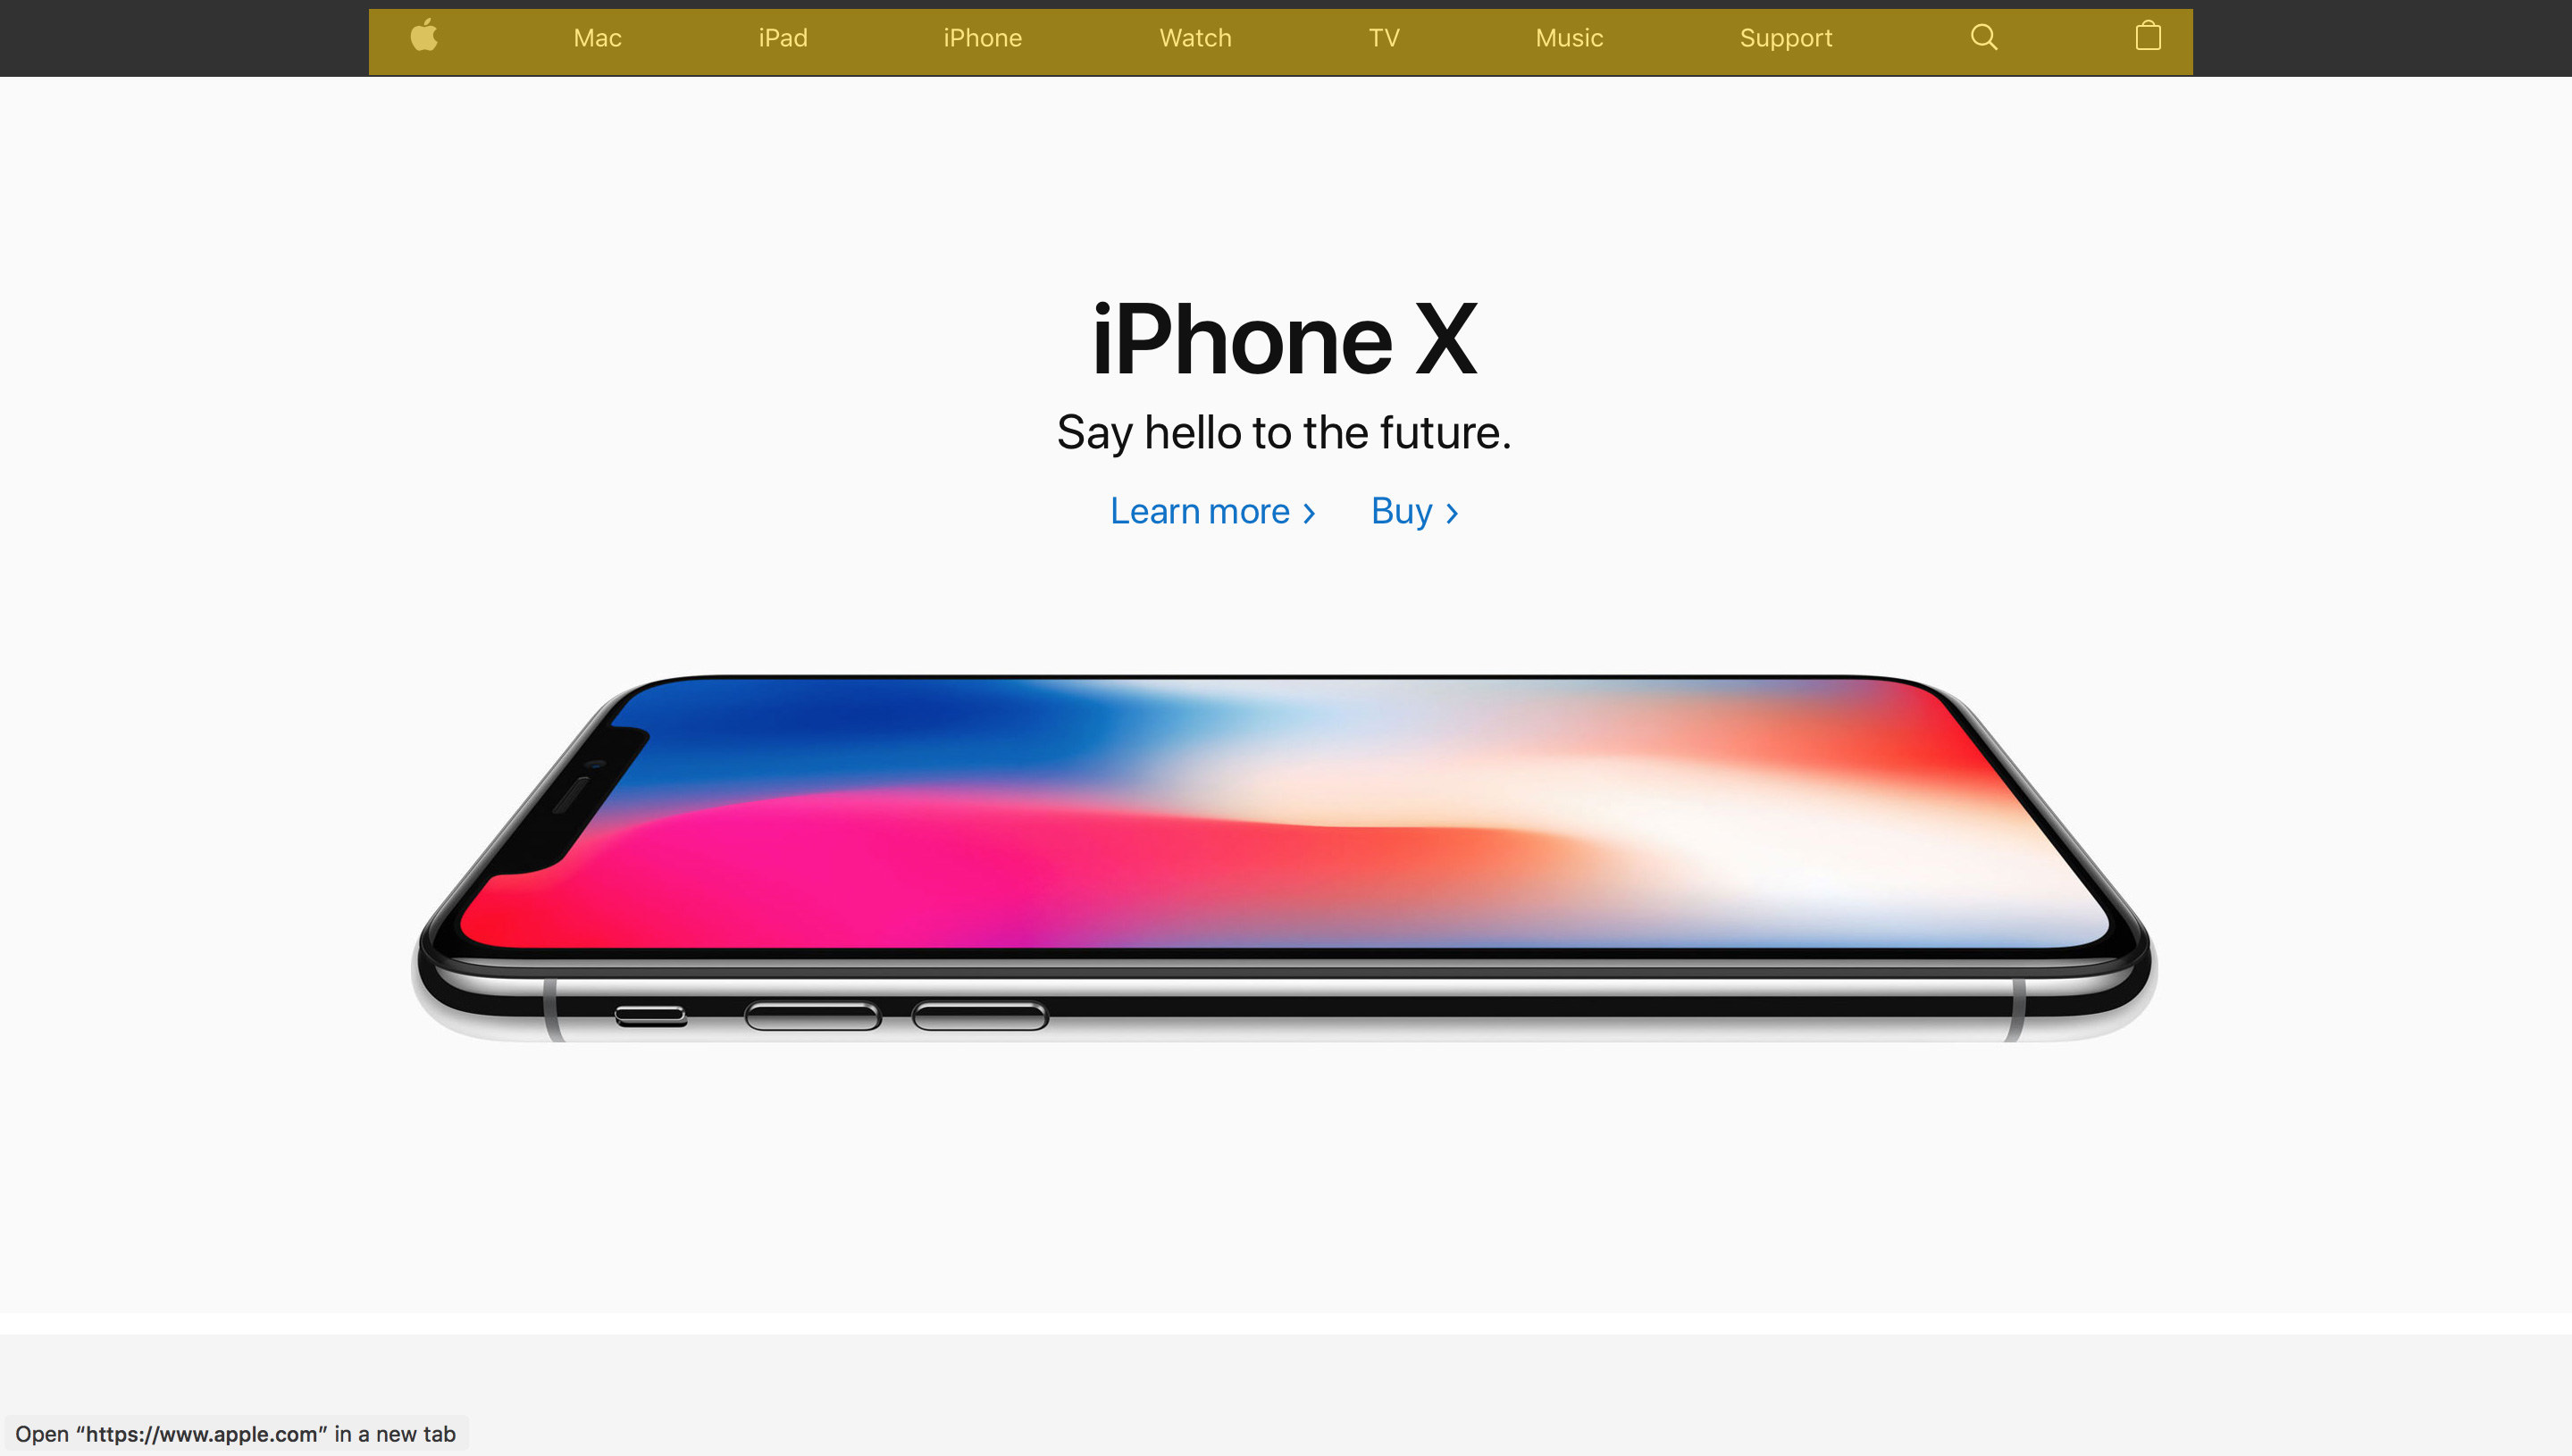 Mac iPad iPhone Watch TV Music Support
iPhone X
Say hello to the future.
Learn more > Buy >
Open “https://www.apple.com” in a new tab